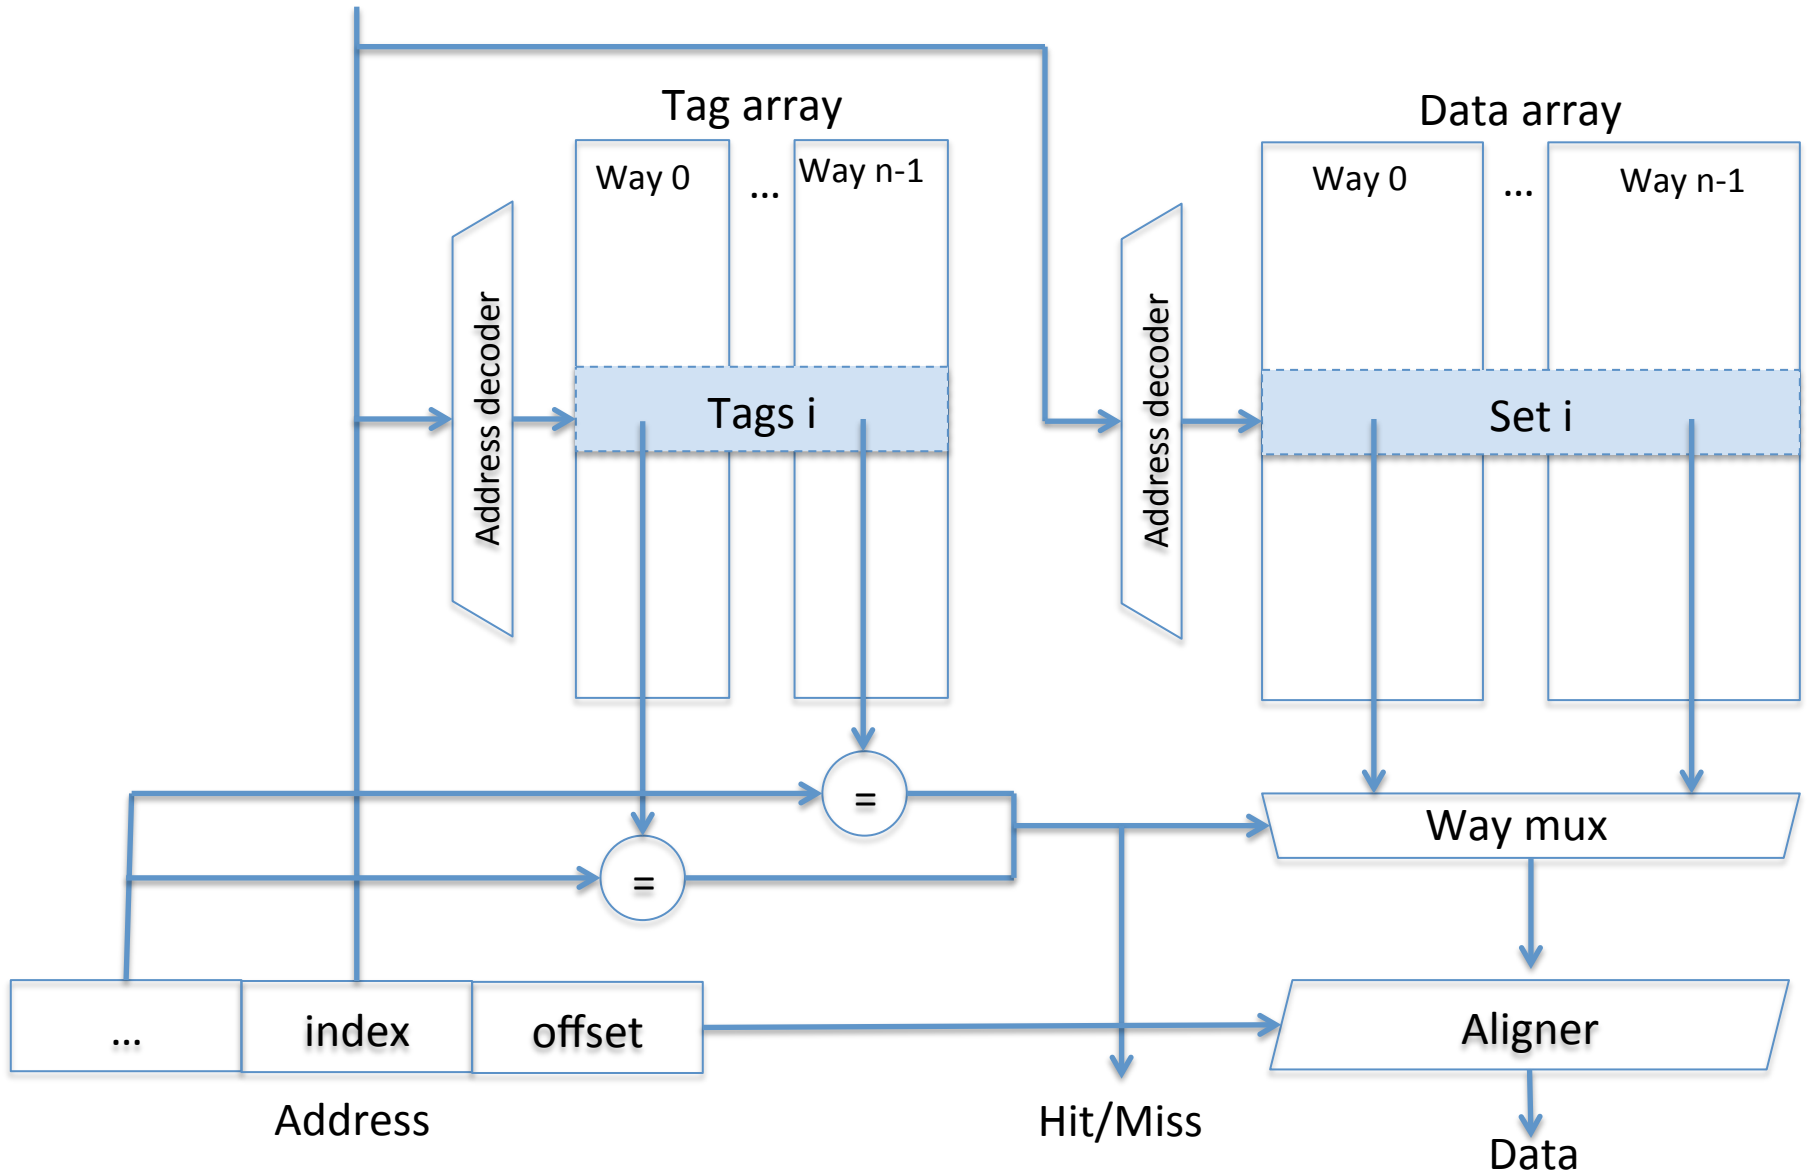 Tag array
Data array
Way 0
...
Way n-1
Way 0
...
Way n-1
Address decoder
Tags i
Address decoder
Set i
=
=
Way mux
...
index
offset
Aligner
Address
Hit/Miss
Data